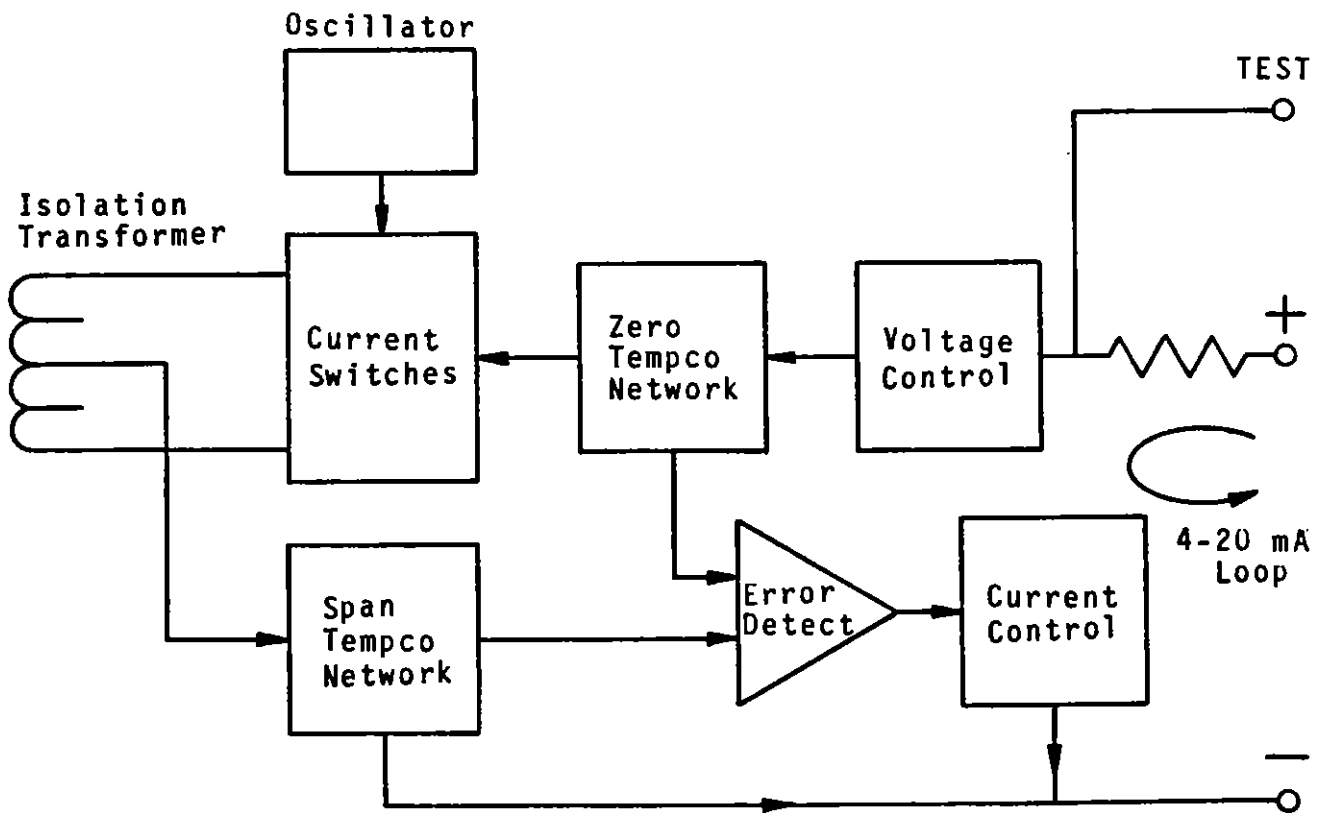 Oscillator
TEST
Isolation
Transformer
+
Current
Switches
Zero
Tempco
Network
Voltage
Control
4-20 mA
Loop
Span
Tempco
Network
Error
Detect
Current
Control
—